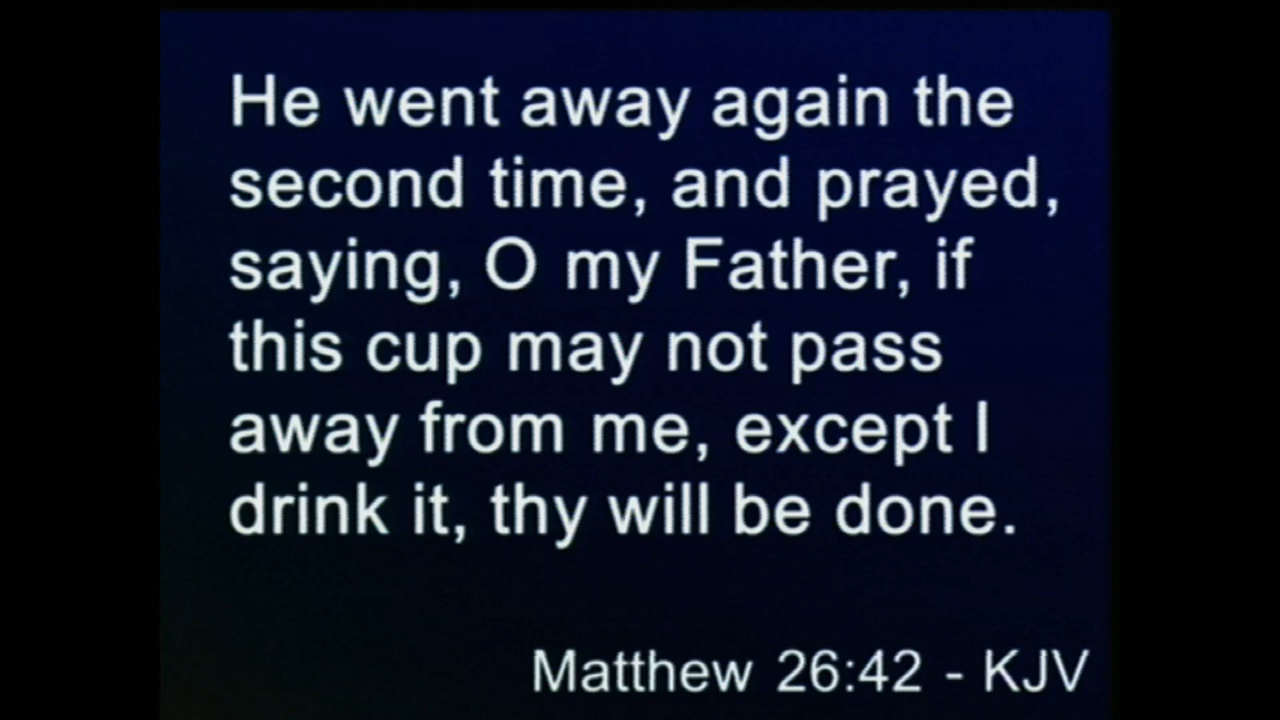 He went away again the
second time, and prayed,
saying, O my Father, if
this cup may not pass
away from me, except I
drink it, thy will be done.
Matthew 26:42 - KJV